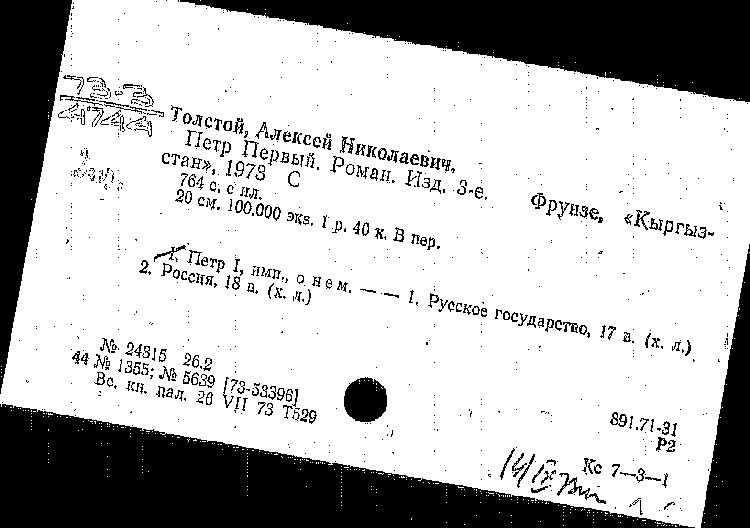 73-3
4744
Толстой, Алексей Николаевич.
Петр Первый. Роман. Изд. 3-е. Фрунзе, «Кыргыз-
стан», 1973 С
764 с. с ил.
20 см. 100.000 экз. 1 р. 40 к. В пер.
1. Петр I, имп., о нем. — — 1. Русское государство, 17 в. (х. л.)
2. Россия, 18 в. (х. л.)
№ 24315 26.2
44 № 1355; № 5639 [73-53396]
Вс. кн. пал. 26 VII 73 Т529
891.71-31
Р2
Кс 7—3—1